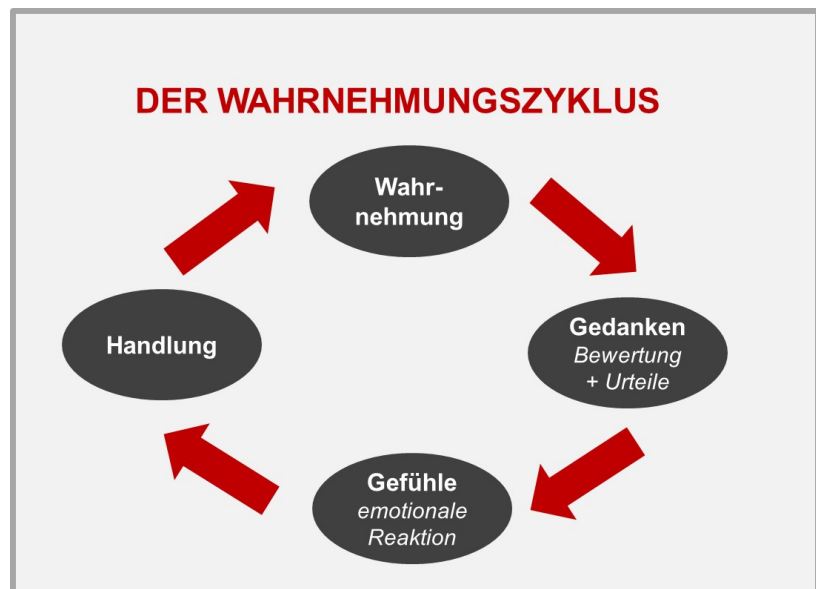 DER WAHRNEHMUNGSZYKLUS
Wahr-
nehmung
Gedanken
Bewertung
+ Urteile
Gefühle
emotionale
Reaktion
Handlung